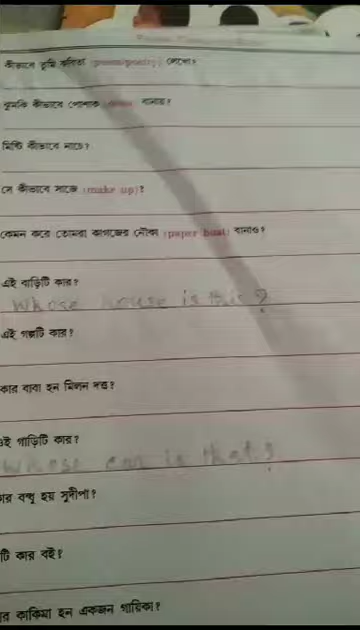 কীভাবে তুমি কবিতা (poem/poetry) লেখো?
ঝুমকি কীভাবে পোশাক বানায়?
মিষ্টি কীভাবে নাচে?
সে কীভাবে সাজে (make up)?
কেমন করে তোমরা কাগজের নৌকা (paper boat) বানাও?
এই বাড়িটি কার?
Whose house is this?
এই গল্পটি কার?
কার বাবা হন মিলন দত্ত?
ওই গাড়িটি কার?
Whose car is that?
কার বন্ধু হয় সুদীপা?
টি কার বই?
র কাকিমা হন একজন গায়িকা?